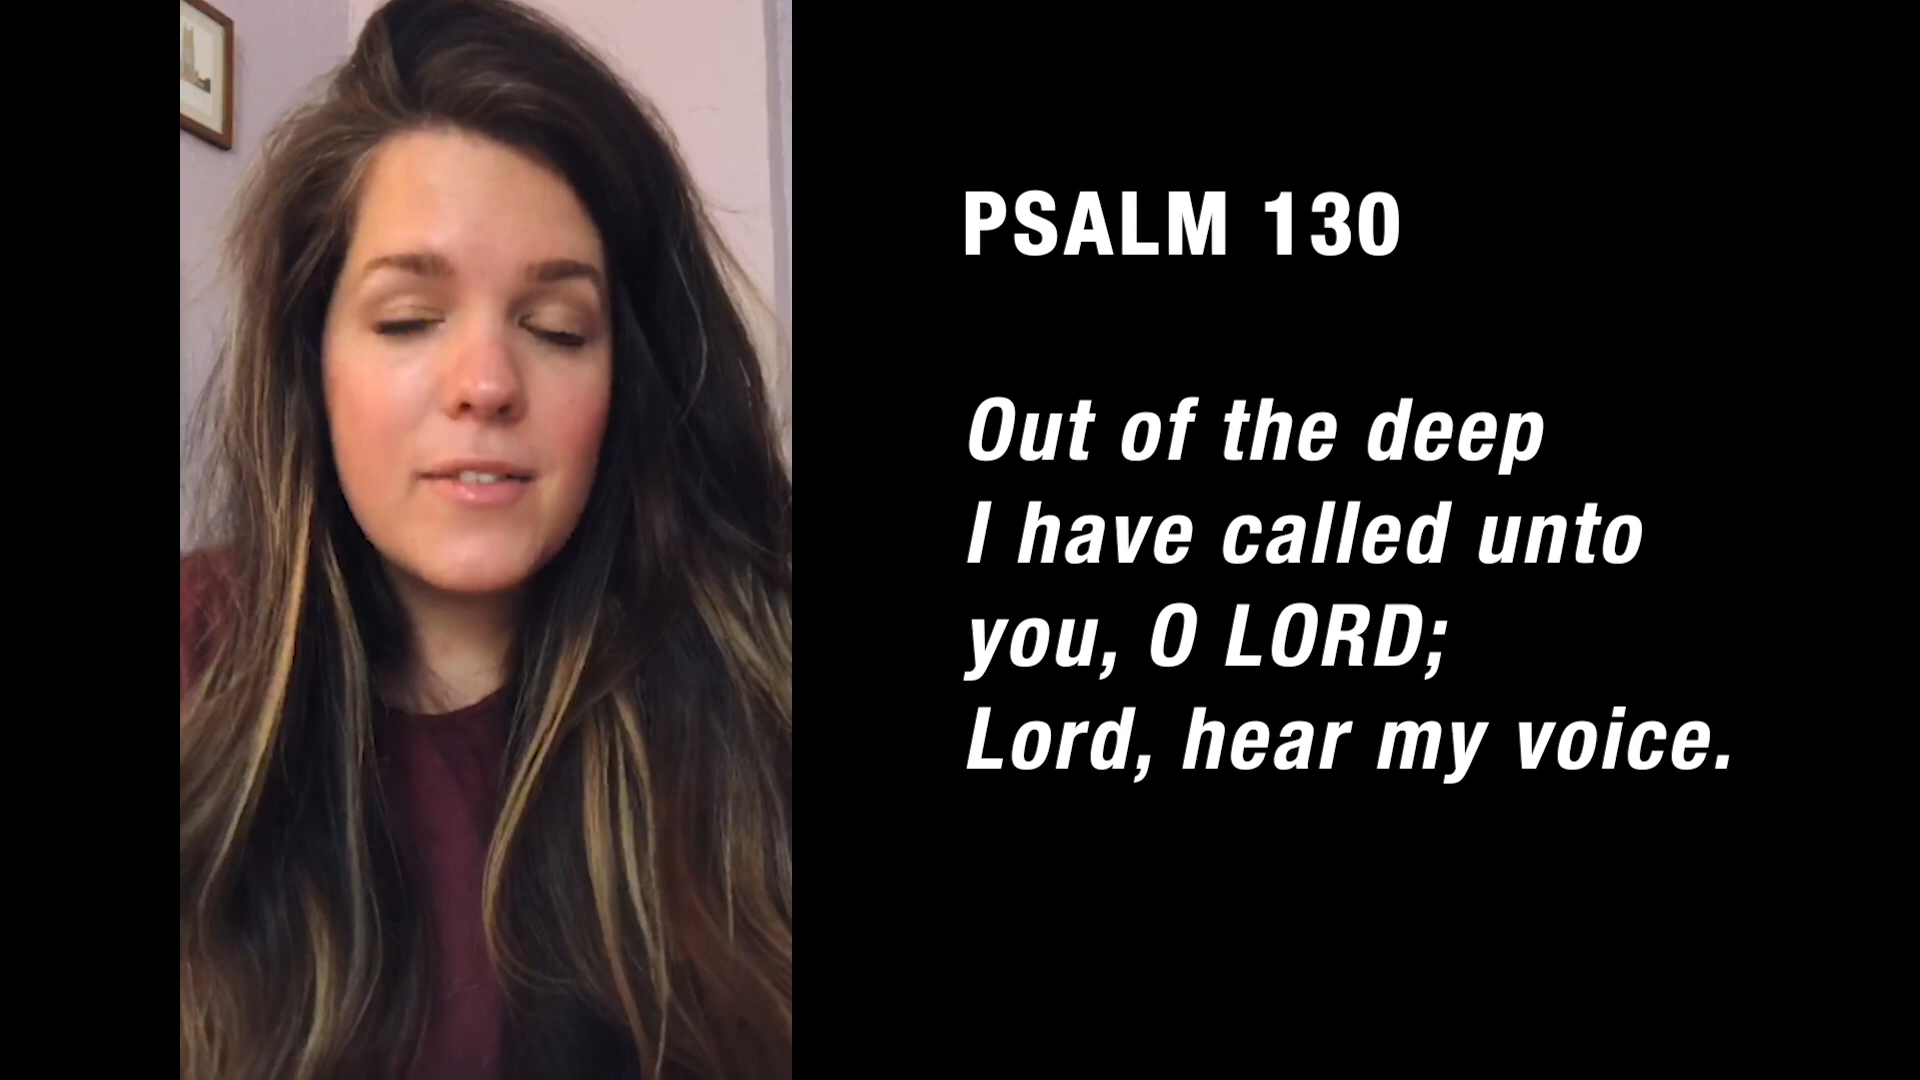 PSALM 130
Out of the deep
I have called unto
you, O LORD;
Lord, hear my voice.